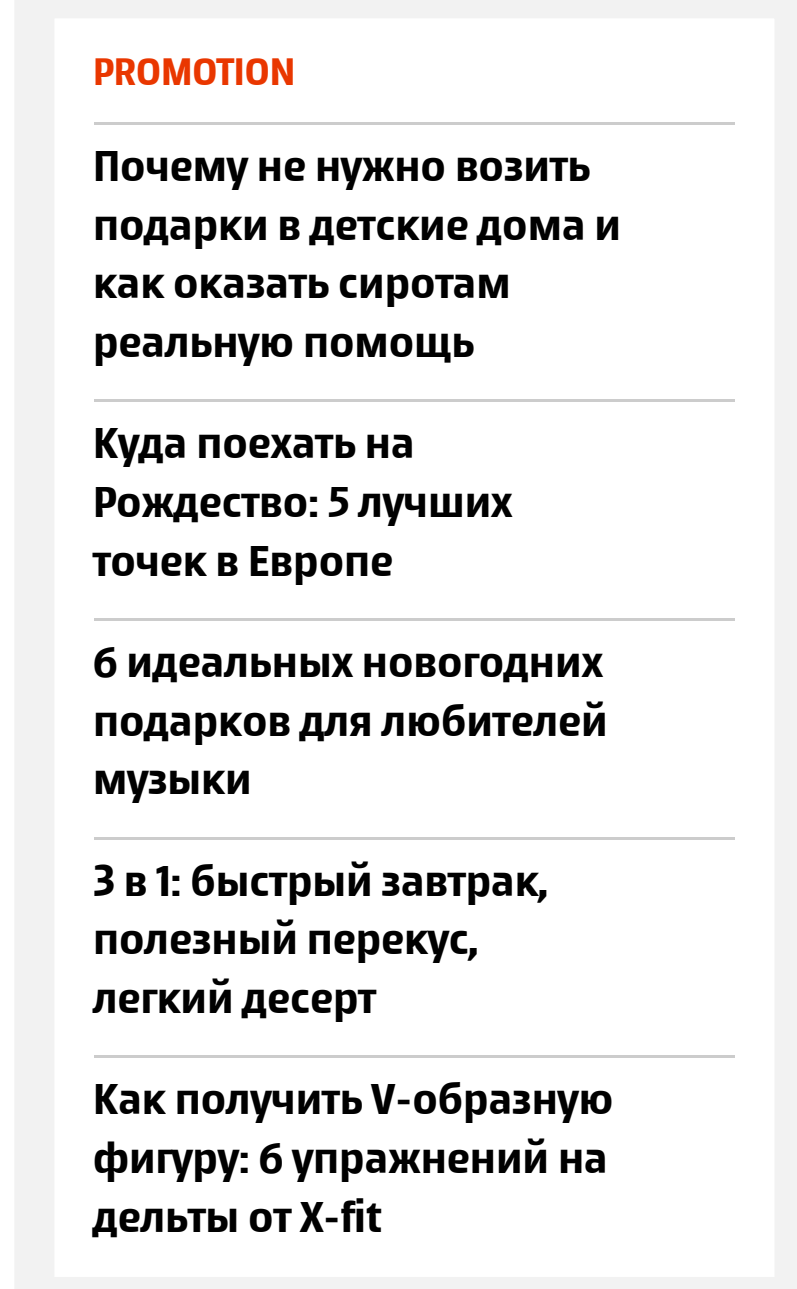 PROMOTION
Почему не нужно возить
подарки в детские дома и
как оказать сиротам
реальную помощь
Куда поехать на
Рождество: 5 лучших
точек в Европе
6 идеальных новогодних
подарков для любителей
музыки
3 в 1: быстрый завтрак,
полезный перекус,
легкий десерт
Как получить V-образную
фигуру: 6 упражнений на
дельты от X-fit